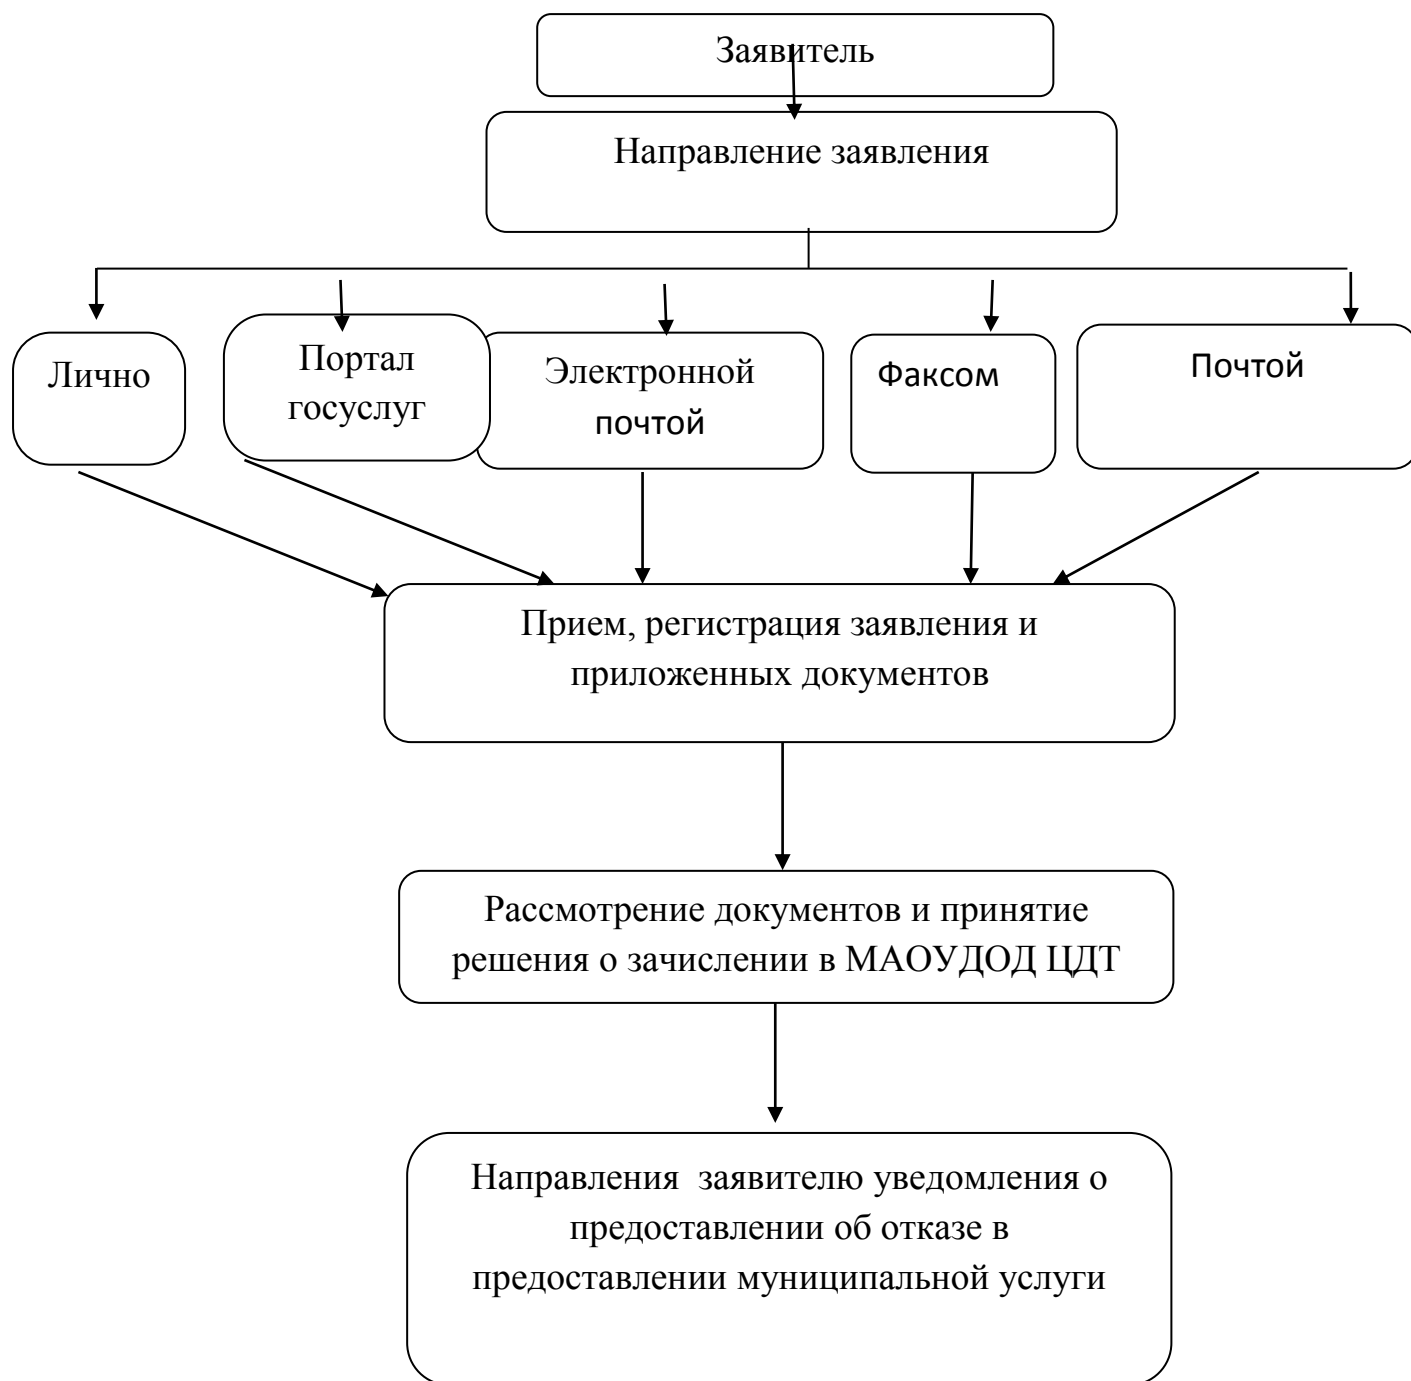 Заявитель
Направление заявления
Лично
Портал
госуслуг
Электронной
почтой
Факсом
Почтой
Прием, регистрация заявления и
приложенных документов
Рассмотрение документов и принятие
решения о зачислении в МАОУДОД ЦДТ
Направления  заявителю уведомления о
предоставлении об отказе в
предоставлении муниципальной услуги